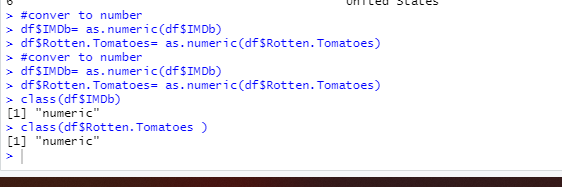 6 United States
> #conver to number
> df$IMDb= as.numeric(df$IMDb)
> df$Rotten.Tomatoes= as.numeric(df$Rotten.Tomatoes)
> #conver to number
> df$IMDb= as.numeric(df$IMDb)
> df$Rotten.Tomatoes= as.numeric(df$Rotten.Tomatoes)
> class(df$IMDb)
[1] "numeric"
> class(df$Rotten.Tomatoes )
[1] "numeric"
>